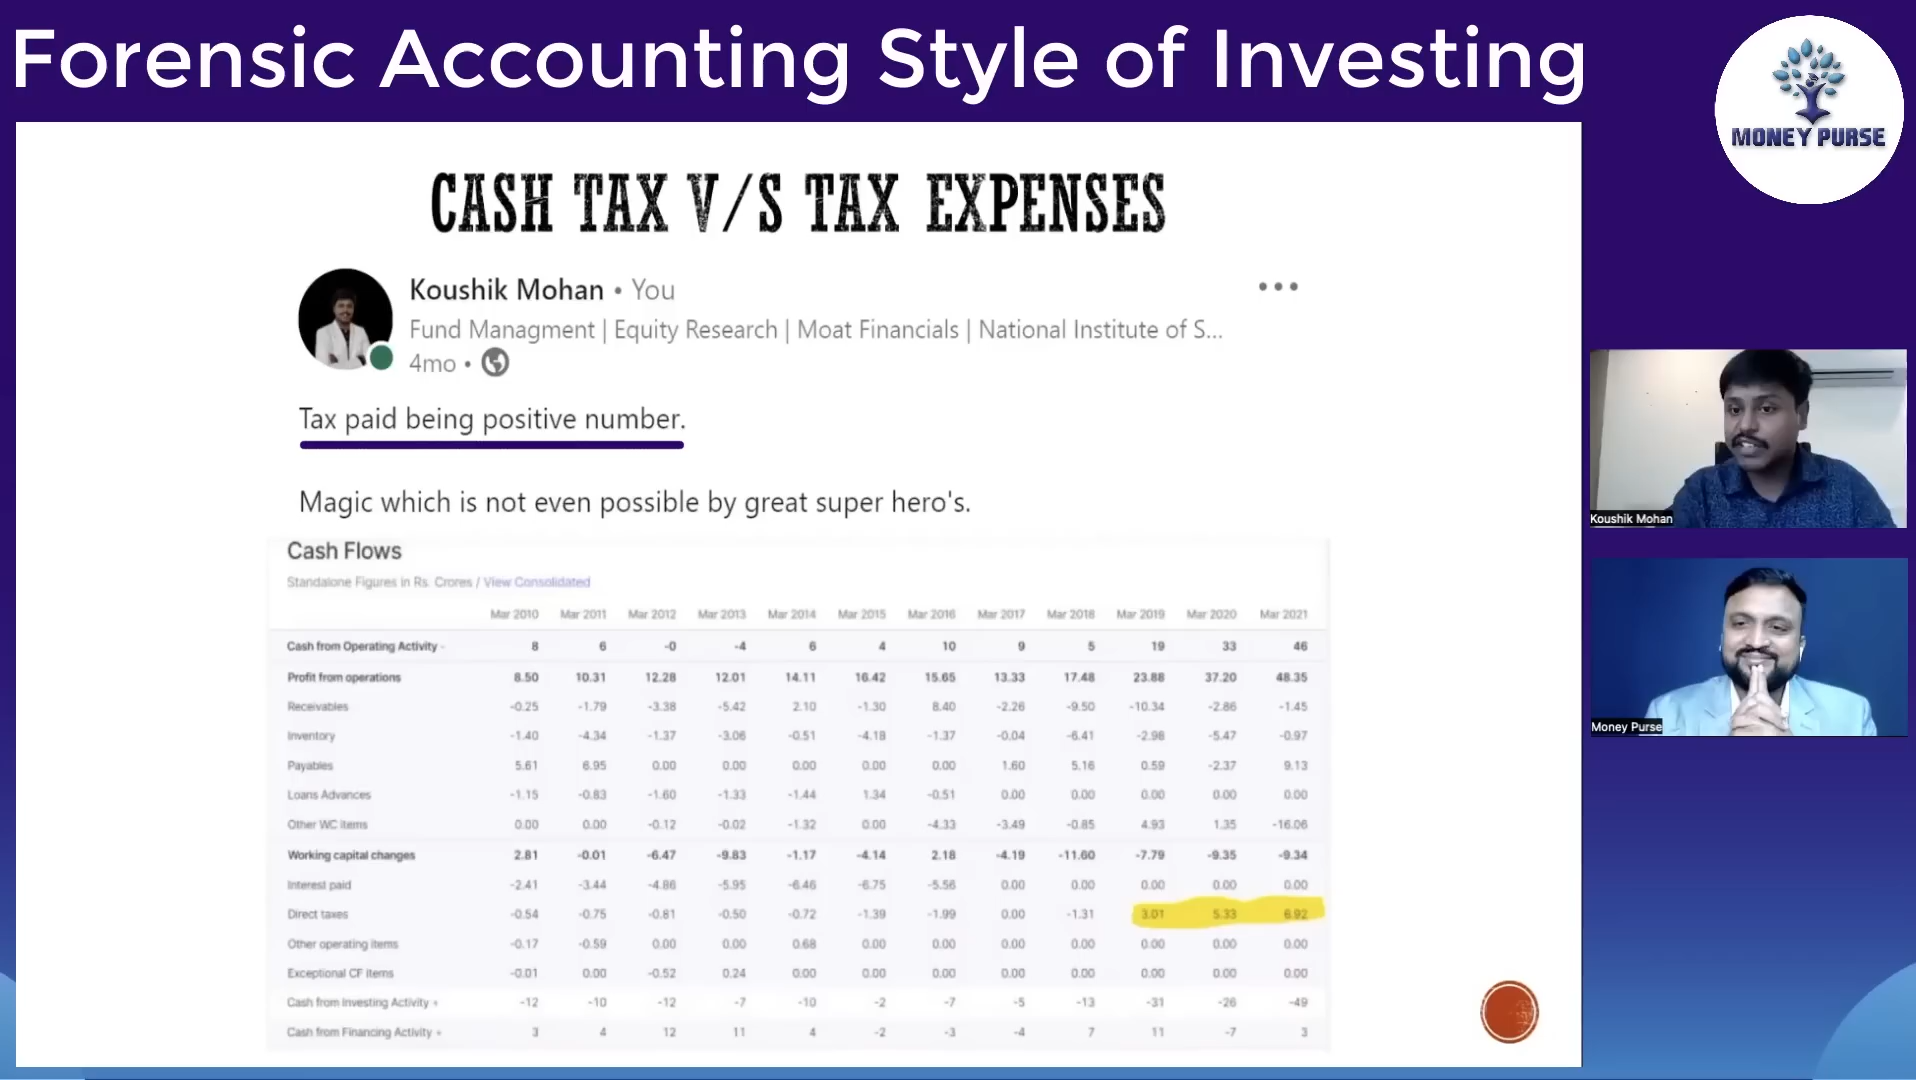 Forensic Accounting Style of Investing
MONEY PURSE
CASH TAX V/S TAX EXPENSES
Koushik Mohan • You
Fund Managment | Equity Research | Moat Financials | National Institute of S...
4mo •
Tax paid being positive number.
Magic which is not even possible by great super hero's.
Cash Flows
Standalone Figures in Rs. Crores / View Consolidated
Mar 2010 Mar 2011 Mar 2012 Mar 2013 Mar 2014 Mar 2015 Mar 2016 Mar 2017 Mar 2018 Mar 2019 Mar 2020 Mar 2021
Cash from Operating Activity - 8 6 -0 -4 6 4 10 9 5 19 33 46
Profit from operations 8.50 10.31 12.28 12.01 14.11 16.42 15.65 13.33 17.48 23.88 37.20 48.35
Receivables -0.25 -1.79 -3.38 -5.42 2.10 -1.30 8.40 -2.26 -9.50 -10.34 -2.86 -1.45
Inventory -1.40 -4.34 -1.37 -3.06 -0.51 -4.18 -1.37 -0.04 -6.41 -2.98 -5.47 -0.97
Payables 5.61 6.95 0.00 0.00 0.00 0.00 0.00 1.60 5.16 0.59 -2.37 9.13
Loans Advances -1.15 -0.83 -1.60 -1.33 -1.44 1.34 -0.51 0.00 0.00 0.00 0.00 0.00
Other WC items 0.00 0.00 -0.12 -0.02 -1.32 0.00 -4.33 -3.49 -0.85 4.93 1.35 -16.06
Working capital changes 2.81 -0.01 -6.47 -9.83 -1.17 -4.14 2.18 -4.19 -11.60 -7.79 -9.35 -9.34
Interest paid -2.41 -3.44 -4.86 -5.95 -6.46 -6.75 -5.56 0.00 0.00 0.00 0.00 0.00
Direct taxes -0.54 -0.75 -0.81 -0.50 -0.72 -1.39 -1.99 0.00 -1.31 3.01 5.33 6.92
Other operating items -0.17 -0.59 0.00 0.00 0.68 0.00 0.00 0.00 0.00 0.00 0.00 0.00
Exceptional CF items -0.01 0.00 -0.52 0.24 0.00 0.00 0.00 0.00 0.00 0.00 0.00 0.00
Cash from Investing Activity + -12 -10 -12 -7 -10 -2 -7 -5 -13 -31 -26 -49
Cash from Financing Activity + 3 4 12 11 4 -2 -3 -4 7 11 -7 3
Koushik Mohan
Money Purse